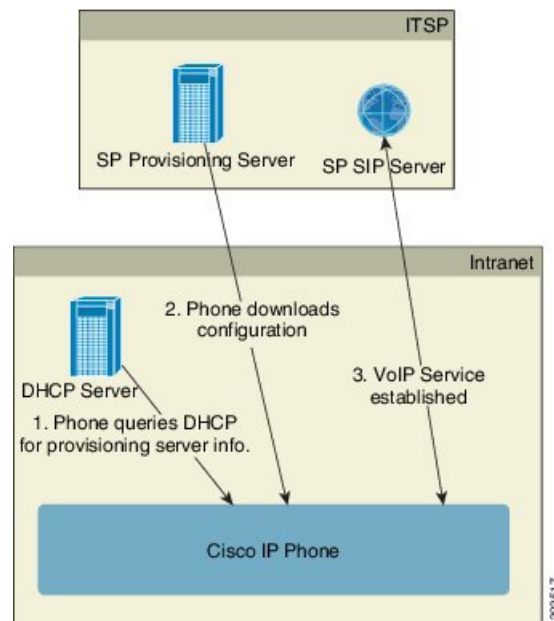 ITSP
SP Provisioning Server
SP SIP Server
Intranet
2. Phone downloads
configuration
DHCP Server
3. VoIP Service
established
1. Phone queries DHCP
for provisioning server info.
Cisco IP Phone